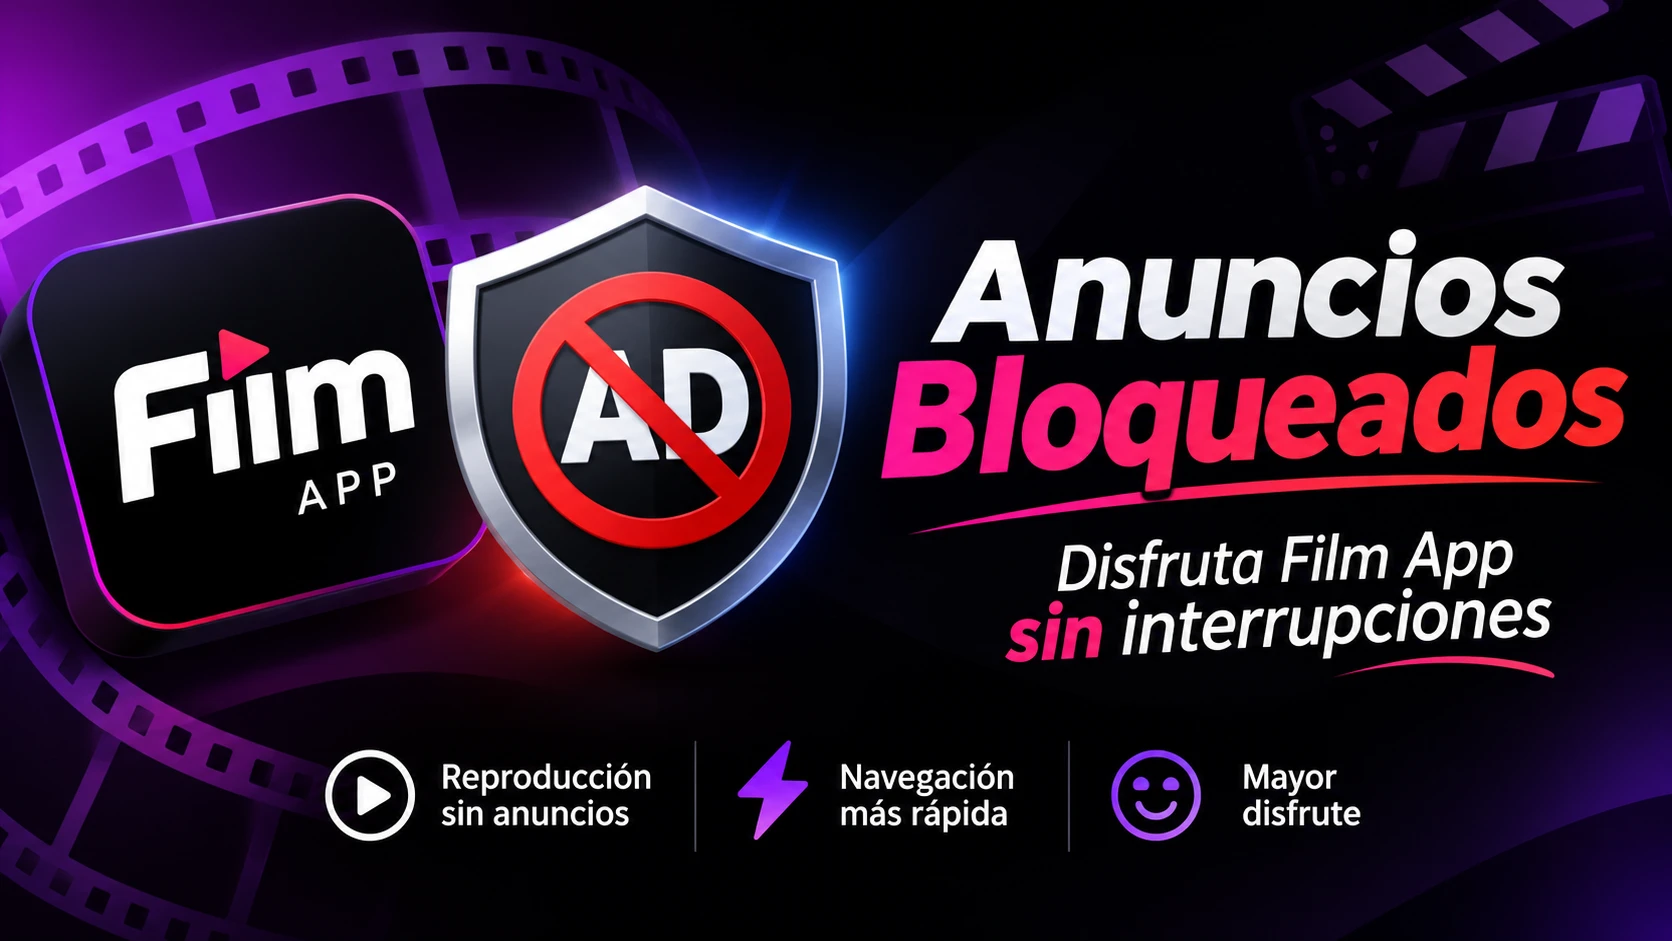 Film
APP
AD
Anuncios
Bloqueados
Disfruta Film App
sin interrupciones
Reproducción
sin anuncios
Navegación
más rápida
Mayor
disfrute